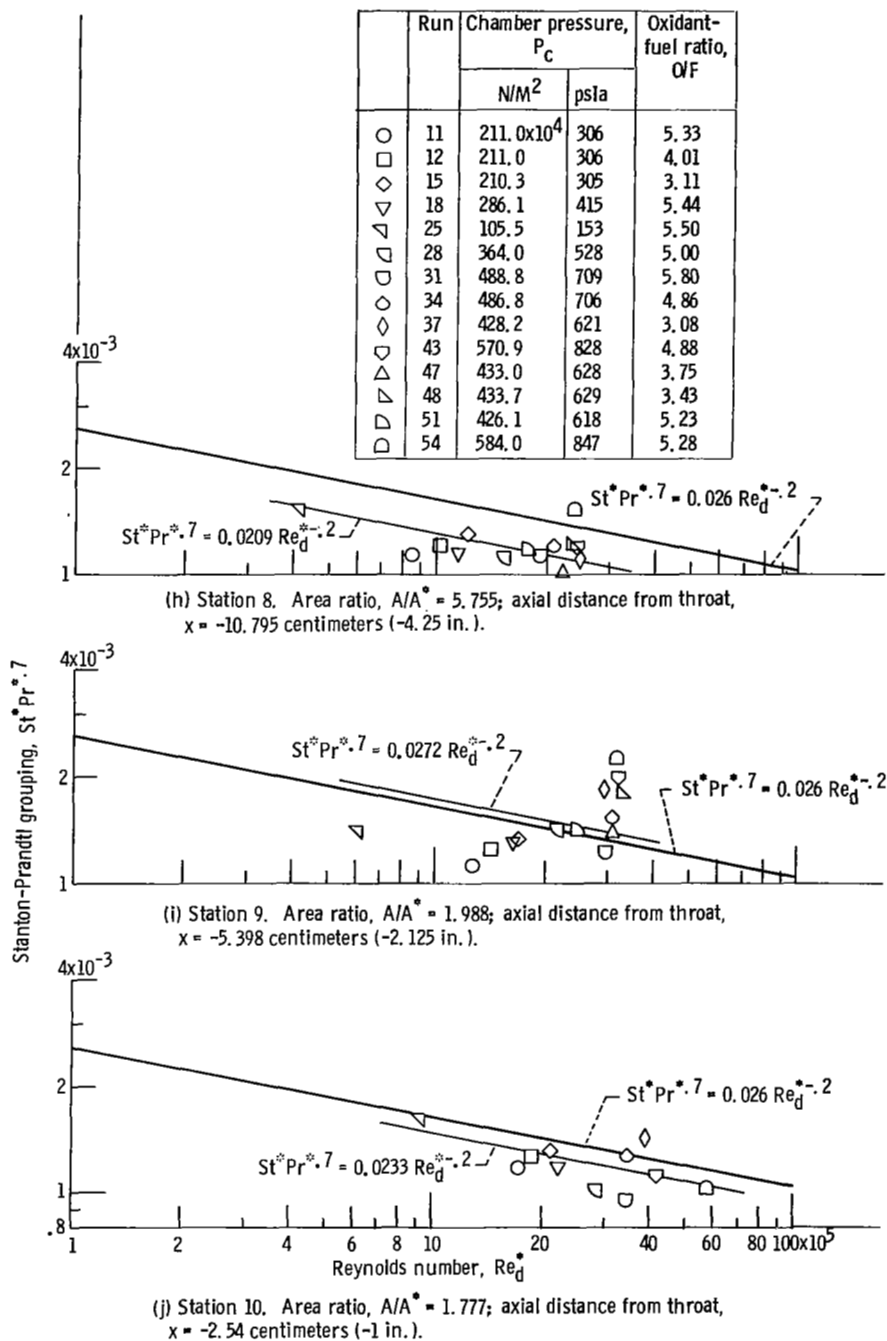 Run Chamber pressure, Oxidant-
P_c fuel ratio,
O/F
N/M² psia
11 211.0x10⁴ 306 5.33
12 211.0 306 4.01
15 210.3 305 3.11
18 286.1 415 5.44
25 105.5 153 5.50
28 364.0 528 5.00
31 488.8 709 5.80
34 486.8 706 4.86
37 428.2 621 3.08
43 570.9 828 4.88
47 433.0 628 3.75
48 433.7 629 3.43
51 426.1 618 5.23
54 584.0 847 5.28
4x10⁻³
2
1
St*Pr*.7 = 0.026 Re_d*-.2
St*Pr*.7 = 0.0209 Re_d*-.2
(h) Station 8. Area ratio, A/A* = 5.755; axial distance from throat,
x = -10.795 centimeters (-4.25 in.).
Stanton-Prandtl grouping, St*Pr*.7
4x10⁻³
2
1
St*Pr*.7 = 0.0272 Re_d*-.2
St*Pr*.7 = 0.026 Re_d*-.2
(i) Station 9. Area ratio, A/A* = 1.988; axial distance from throat,
x = -5.398 centimeters (-2.125 in.).
4x10⁻³
2
1
.8
St*Pr*.7 = 0.026 Re_d*-.2
St*Pr*.7 = 0.0233 Re_d*-.2
1 2 4 6 8 10 20 40 60 80 100x10⁵
Reynolds number, Re_d*
(j) Station 10. Area ratio, A/A* = 1.777; axial distance from throat,
x = -2.54 centimeters (-1 in.).